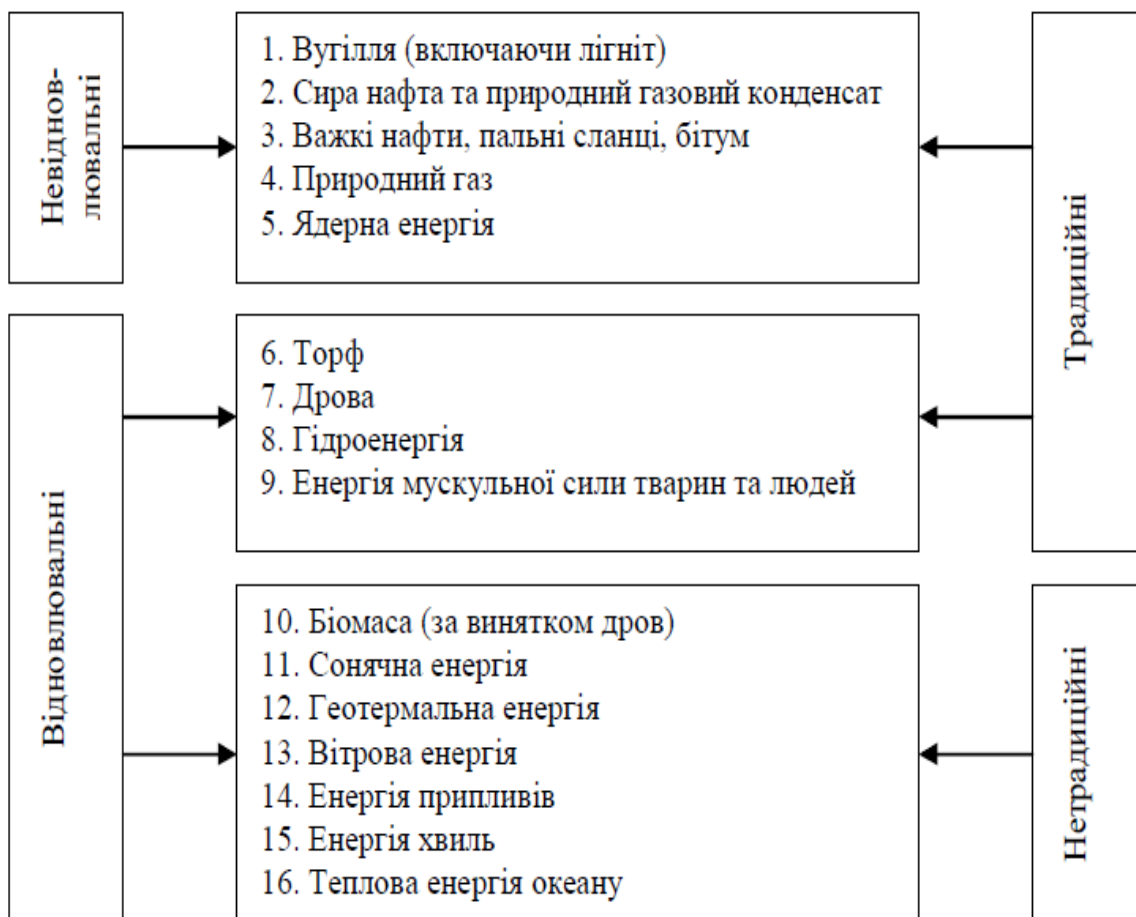 Невіднов-
лювальні
1. Вугілля (включаючи лігніт)
2. Сира нафта та природний газовий конденсат
3. Важкі нафти, пальні сланці, бітум
4. Природний газ
5. Ядерна енергія
Традиційні
Відновлювальні
6. Торф
7. Дрова
8. Гідроенергія
9. Енергія мускульної сили тварин та людей
10. Біомаса (за винятком дров)
11. Сонячна енергія
12. Геотермальна енергія
13. Вітрова енергія
14. Енергія припливів
15. Енергія хвиль
16. Теплова енергія океану
Нетрадиційні